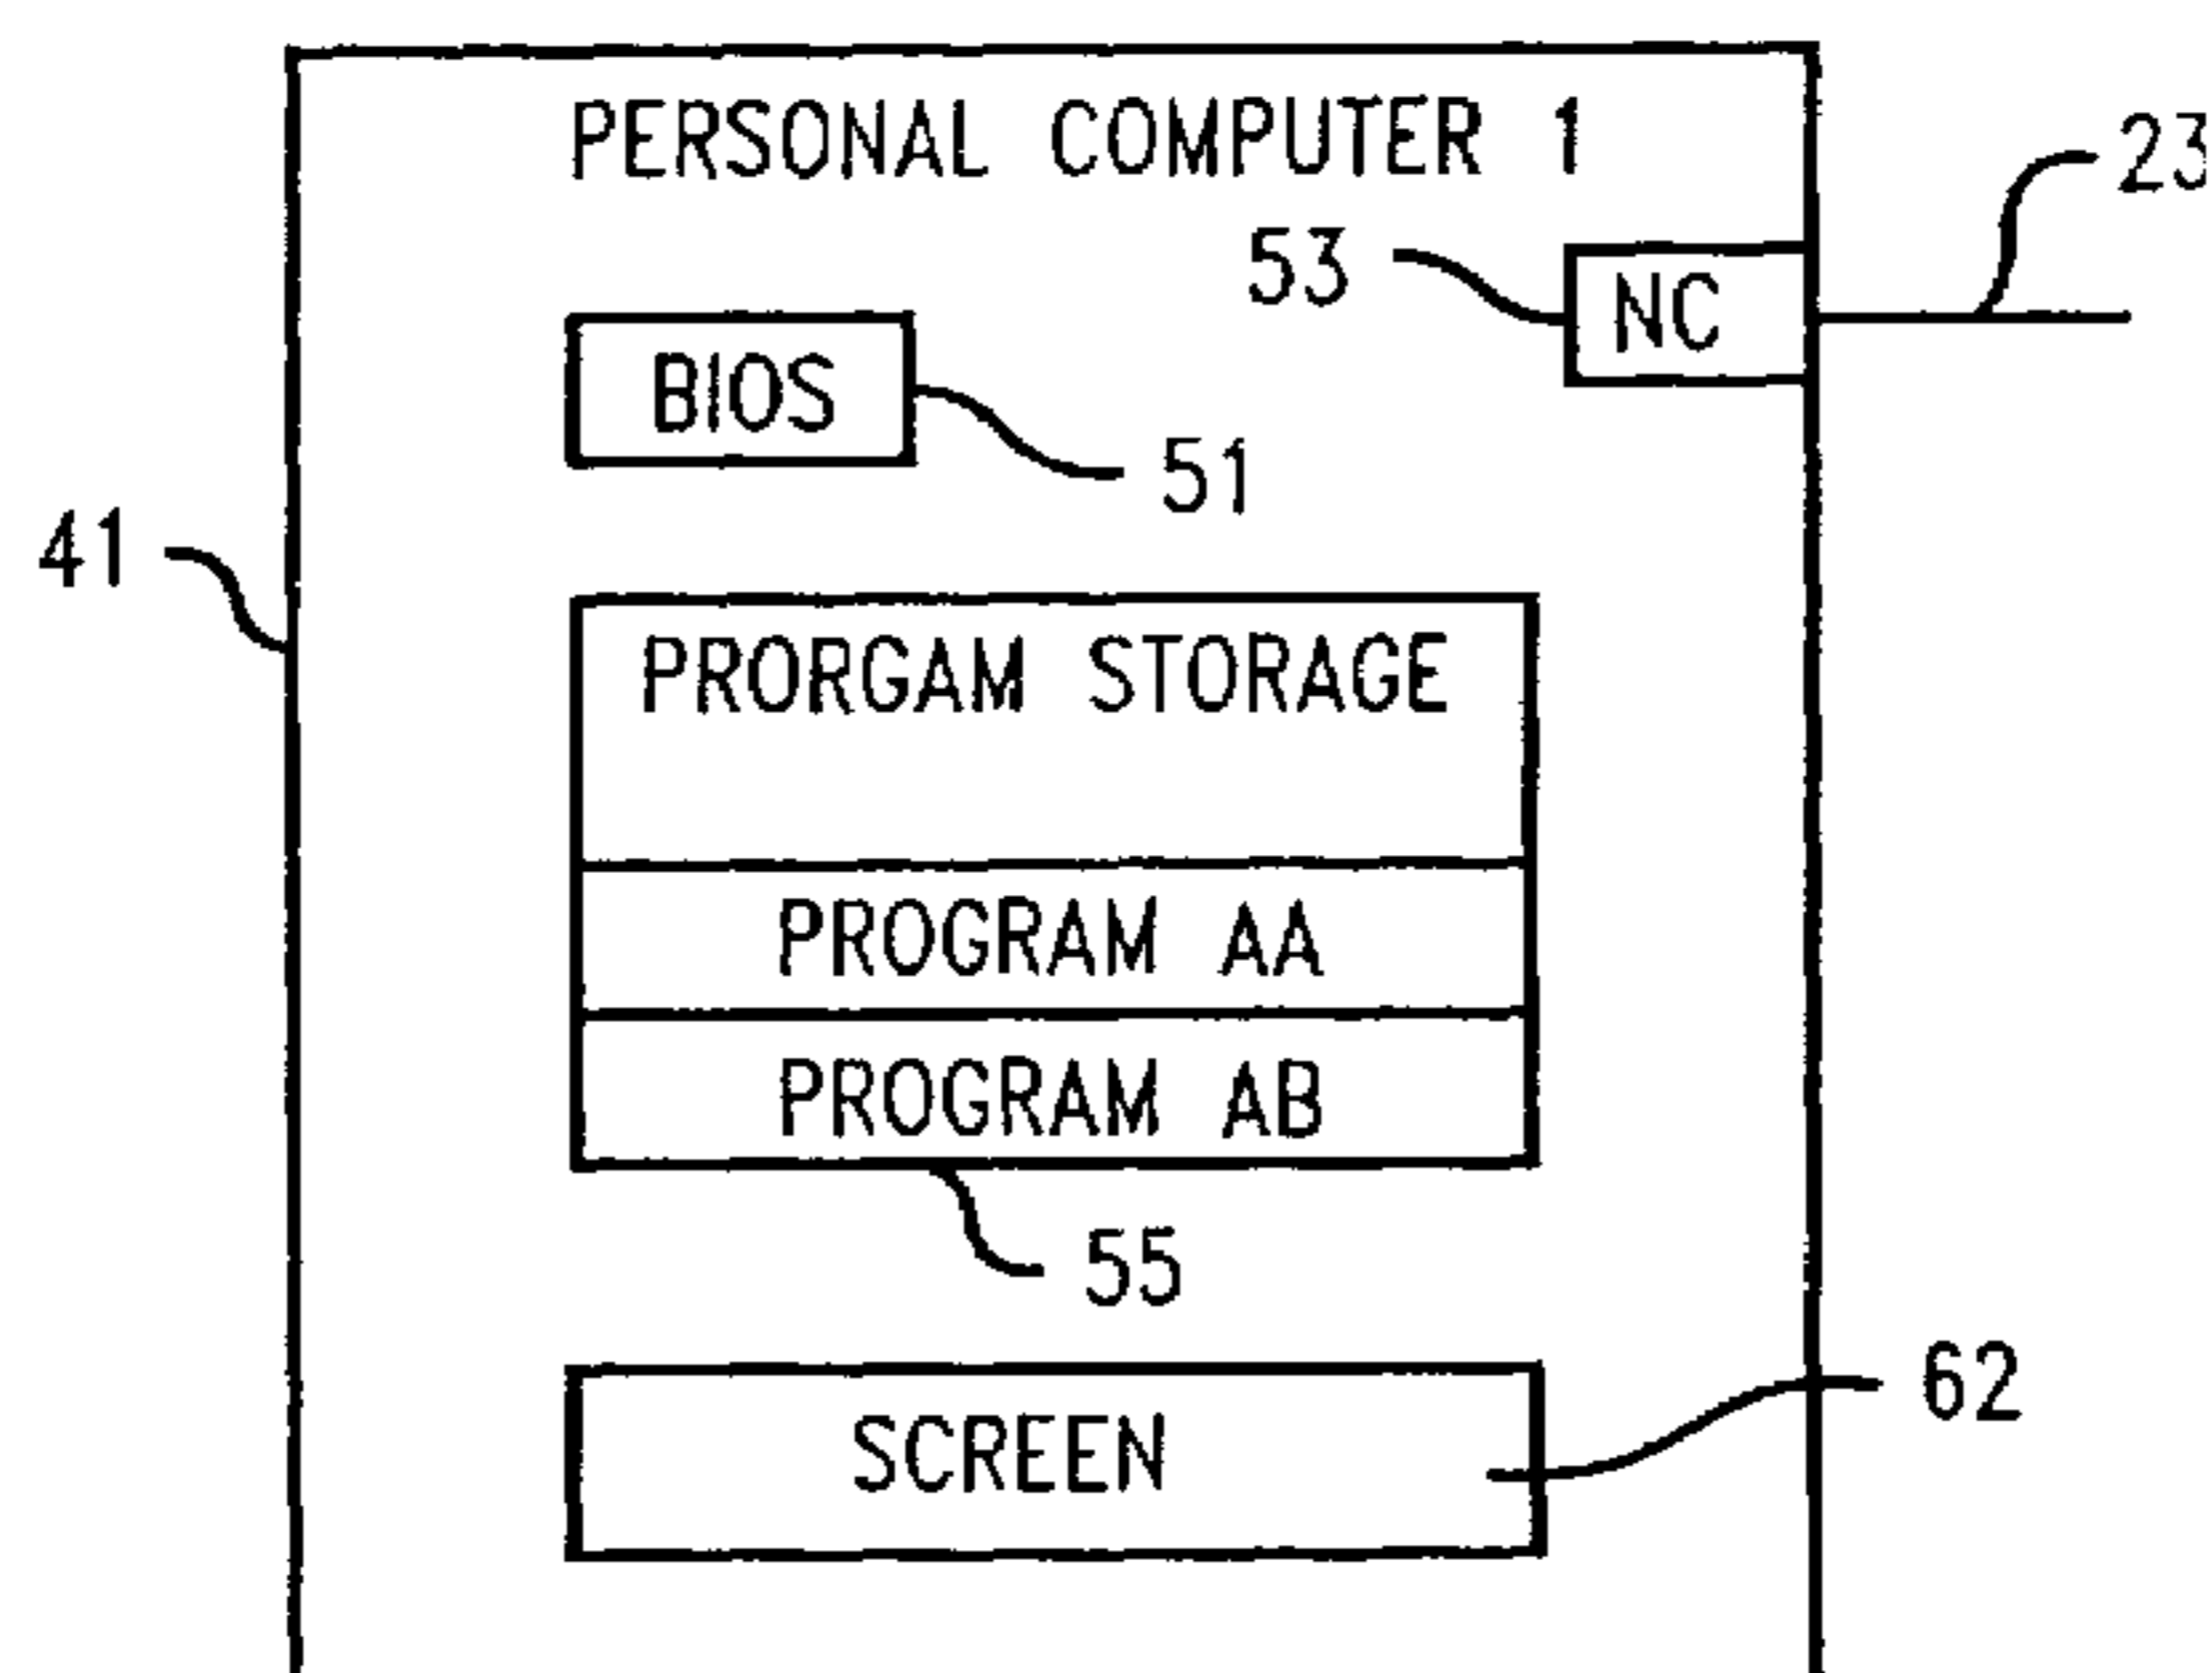 PERSONAL COMPUTER 1
23
53
NC
BIOS
51
41
PRORGAM STORAGE
PROGRAM AA
PROGRAM AB
55
62
SCREEN